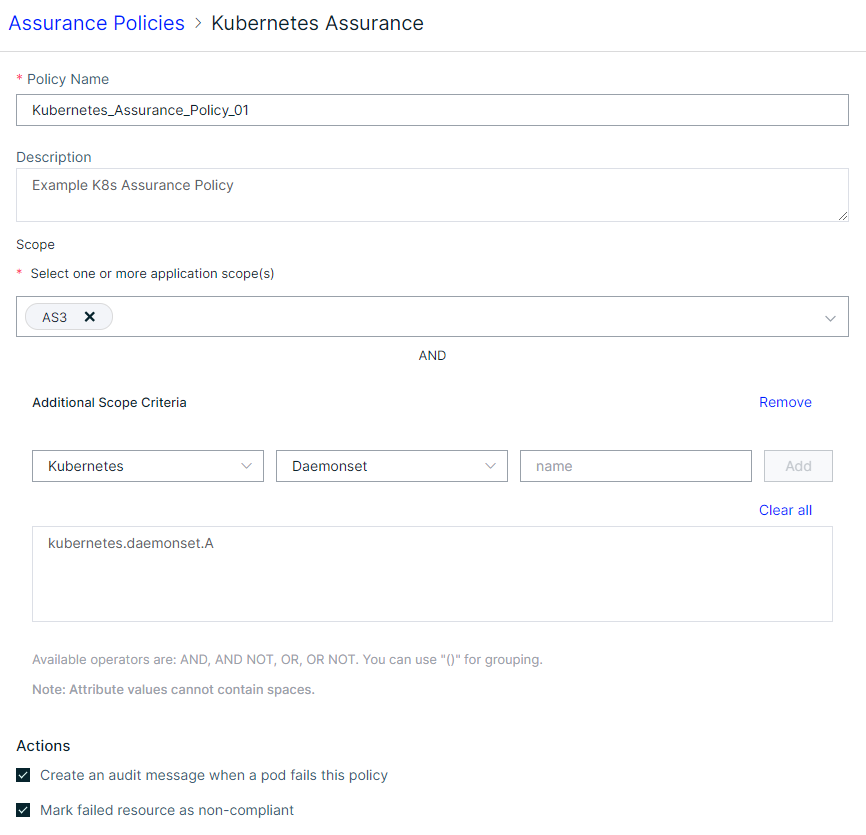 Assurance Policies > Kubernetes Assurance
* Policy Name
Kubernetes_Assurance_Policy_01
Description
Example K8s Assurance Policy
Scope
* Select one or more application scope(s)
AS3 ✕
AND
Additional Scope Criteria Remove
Kubernetes Daemonset name Add
Clear all
kubernetes.daemonset.A
Available operators are: AND, AND NOT, OR, OR NOT. You can use "()" for grouping.
Note: Attribute values cannot contain spaces.
Actions
Create an audit message when a pod fails this policy
Mark failed resource as non-compliant